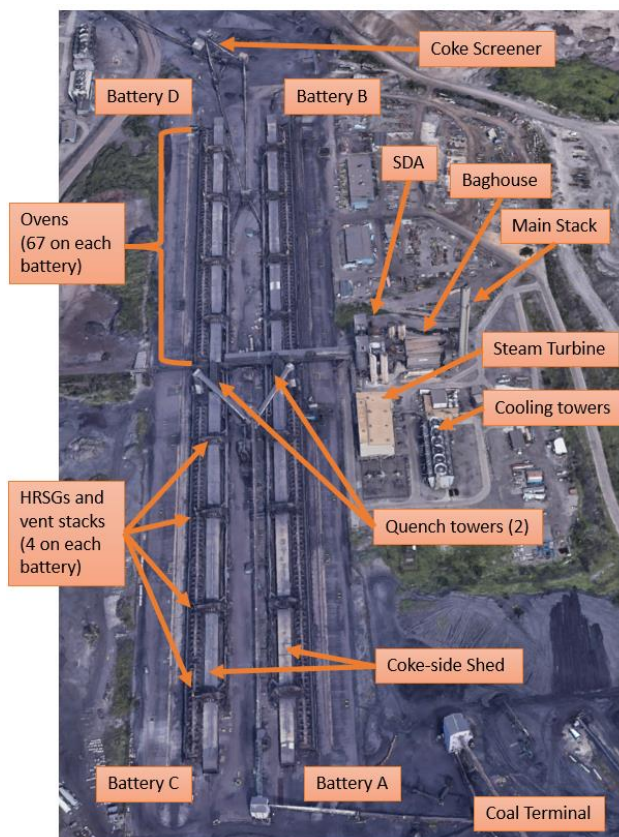 Coke Screener
Battery D
Battery B
SDA
Baghouse
Main Stack
Ovens
(67 on each
battery)
Steam Turbine
Cooling towers
HRSGs and
vent stacks
(4 on each
battery)
Quench towers (2)
Coke-side Shed
Battery C
Battery A
Coal Terminal